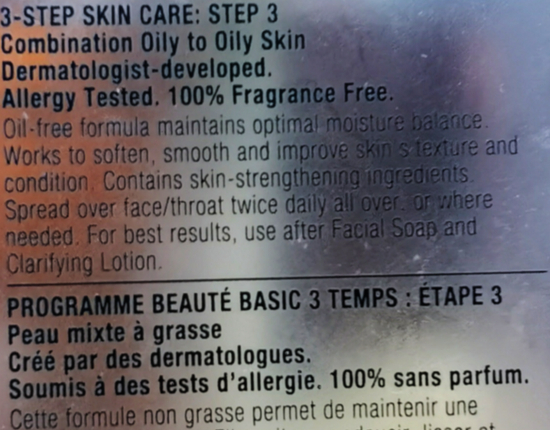 3-STEP SKIN CARE: STEP 3
Combination Oily to Oily Skin
Dermatologist-developed.
Allergy Tested. 100% Fragrance Free.
Oil-free formula maintains optimal moisture balance.
Works to soften, smooth and improve skin's texture and
condition. Contains skin-strengthening ingredients.
Spread over face/throat twice daily all over, or where
needed. For best results, use after Facial Soap and
Clarifying Lotion.
PROGRAMME BEAUTÉ BASIC 3 TEMPS : ÉTAPE 3
Peau mixte à grasse
Créé par des dermatologues.
Soumis à des tests d'allergie. 100% sans parfum.
Cette formule non grasse permet de maintenir une